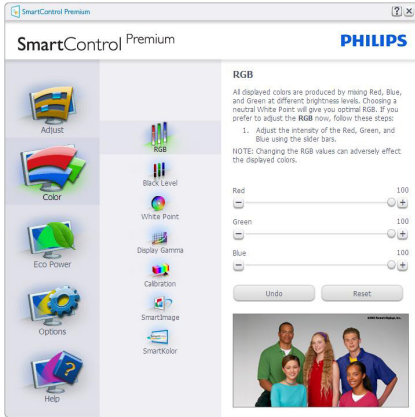 SmartControl Premium
SmartControl Premium
PHILIPS
Adjust
Color
Eco Power
Options
Help
RGB
Black Level
White Point
Display Gamma
Calibration
SmartImage
SmartKolor
RGB
All displayed colors are produced by mixing Red, Blue,
and Green at different brightness levels. Choosing a
neutral White Point will give you optimal RGB. If you
prefer to adjust the RGB now, follow these steps:
1. Adjust the intensity of the Red, Green, and
Blue using the slider bars.
NOTE: Changing the RGB values can adversely effect
the displayed colors.
Red 100
Green 100
Blue 100
Undo Reset